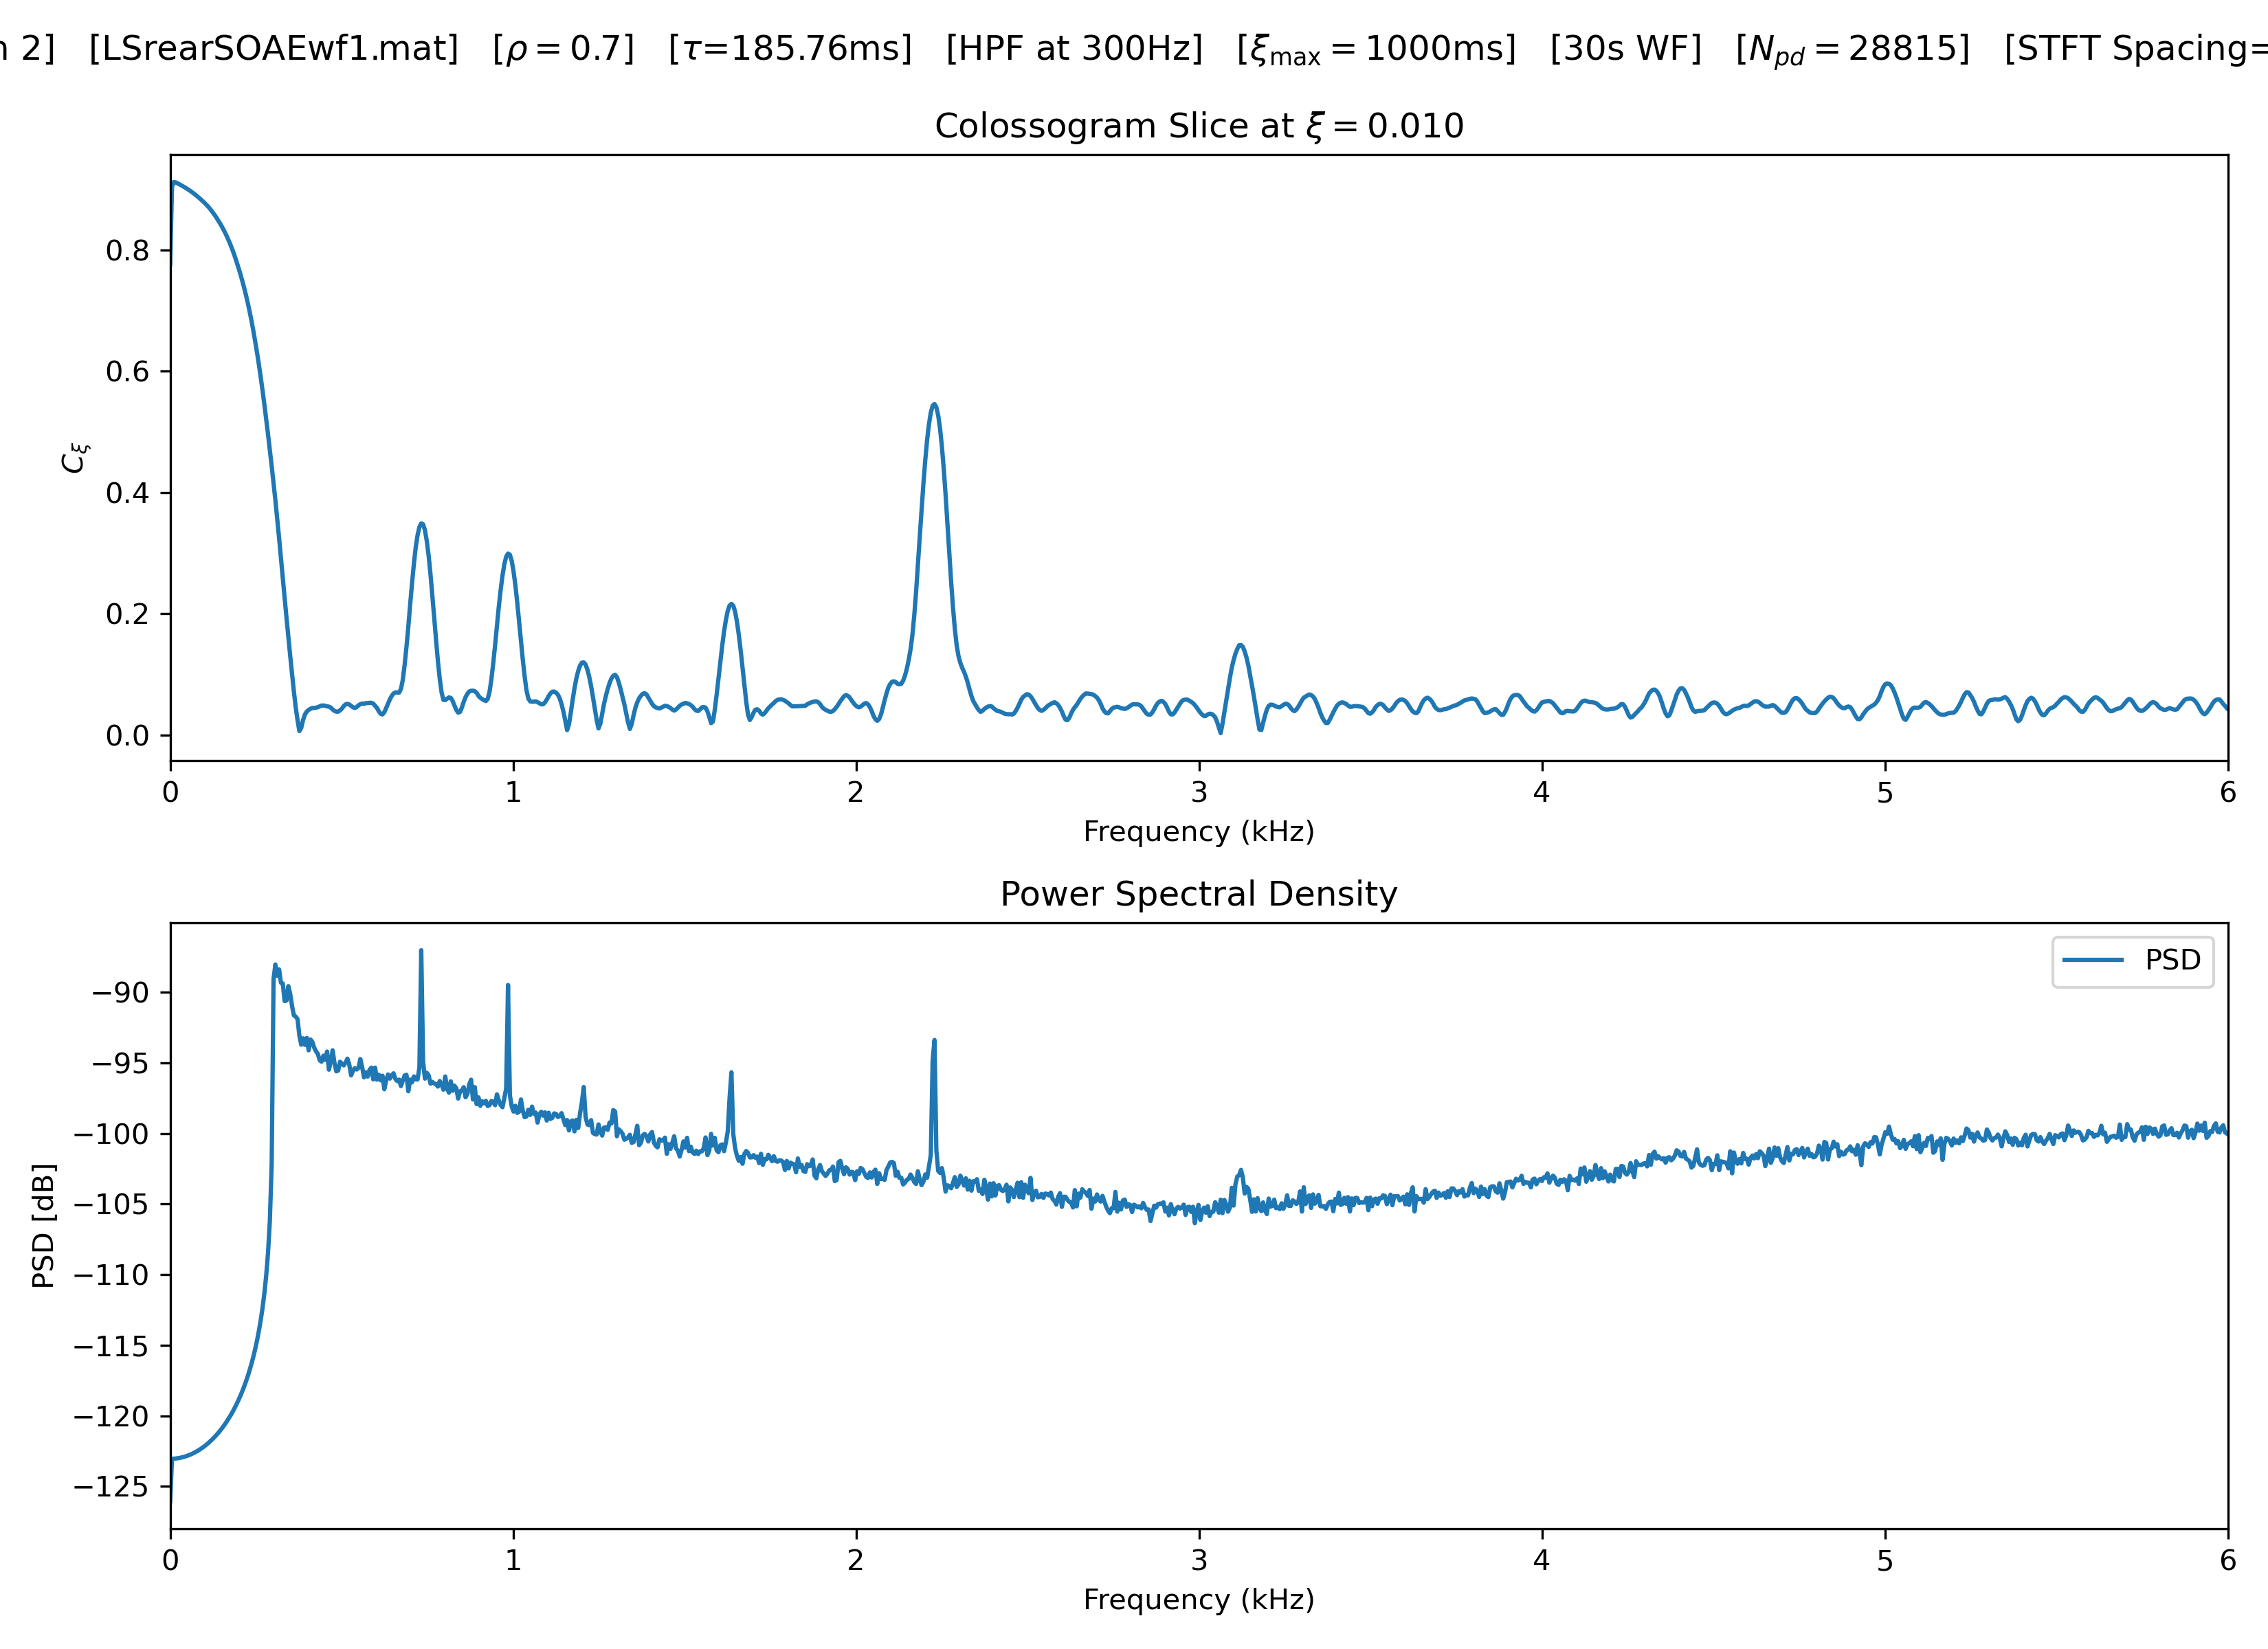 n 2] [LSrearSOAEwf1.mat] [ρ = 0.7] [τ=185.76ms] [HPF at 300Hz] [ξmax = 1000ms] [30s WF] [Npd = 28815] [STFT Spacing=
Colossogram Slice at ξ = 0.010
0.8
0.6
0.4
0.2
0.0
Cξ
0 1 2 3 4 5 6
Frequency (kHz)
Power Spectral Density
PSD
−90
−95
−100
−105
−110
−115
−120
−125
PSD [dB]
0 1 2 3 4 5 6
Frequency (kHz)